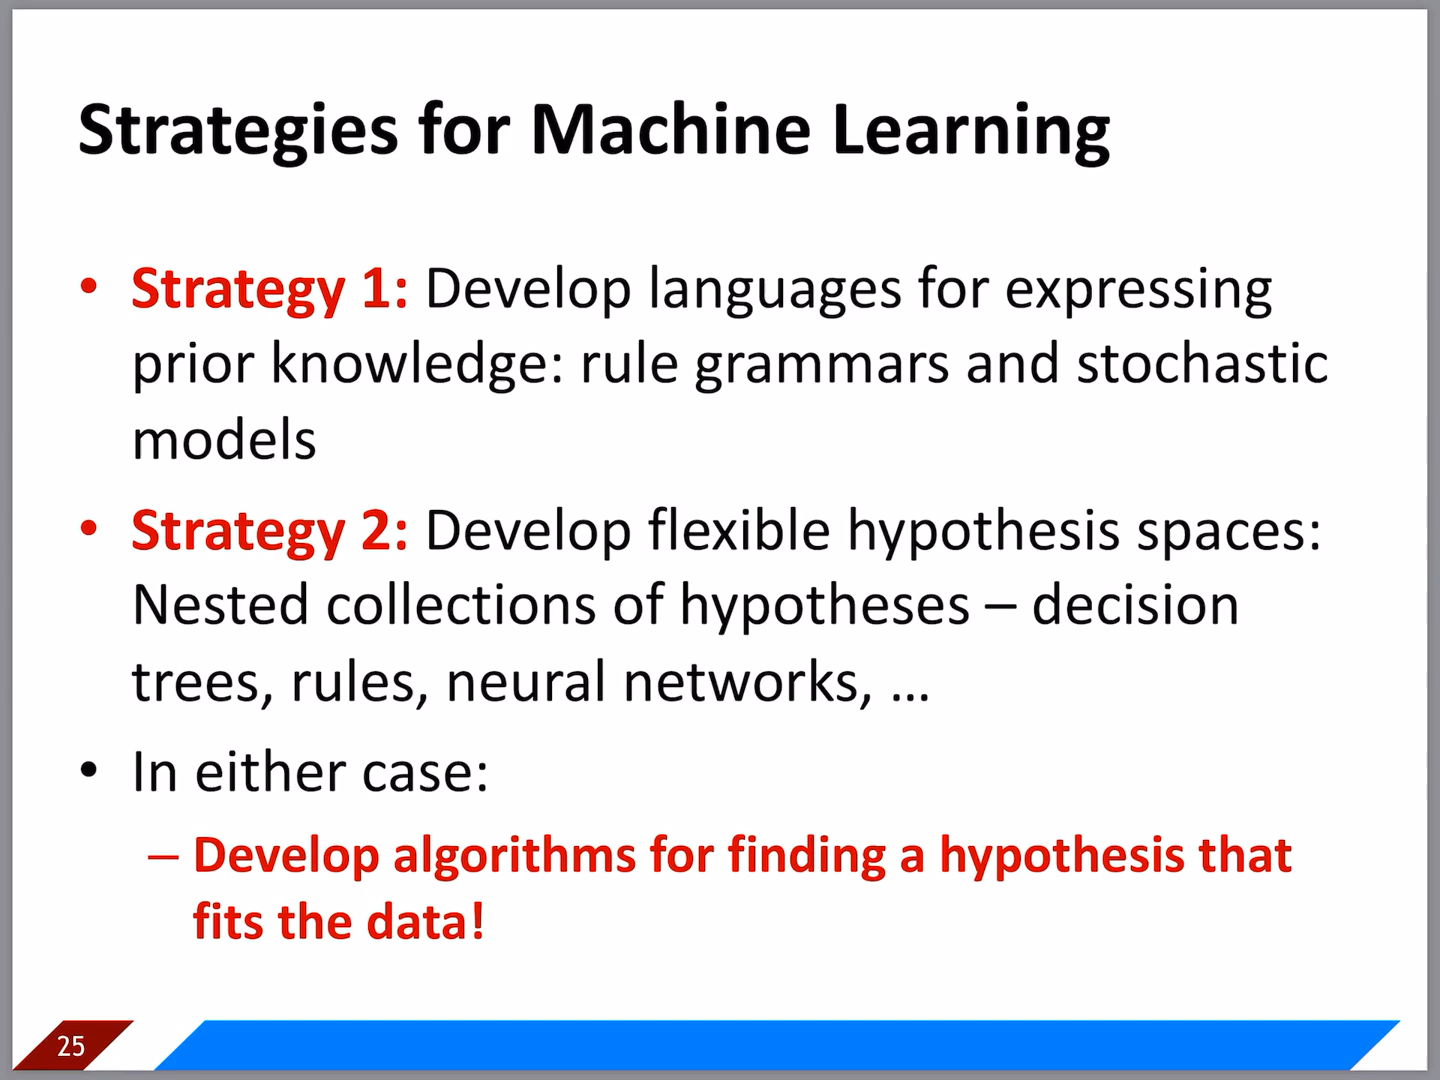 Strategies for Machine Learning
• Strategy 1: Develop languages for expressing
prior knowledge: rule grammars and stochastic
models
• Strategy 2: Develop flexible hypothesis spaces:
Nested collections of hypotheses – decision
trees, rules, neural networks, …
• In either case:
– Develop algorithms for finding a hypothesis that
fits the data!
25